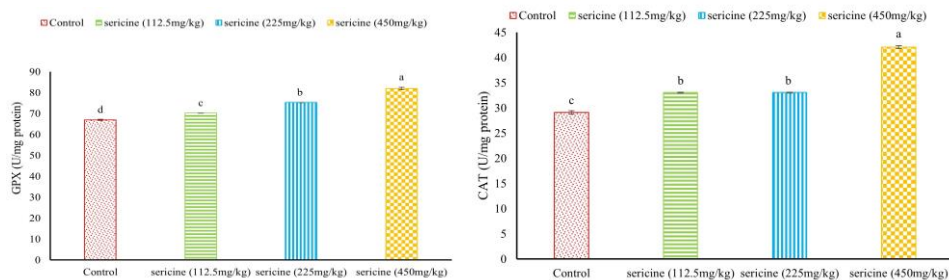 Control sericine (112.5mg/kg) sericine (225mg/kg) sericine (450mg/kg)
90
80
70
60
50
40
30
20
10
0
GPX (U/mg protein)
d
c
b
a
Control sericine (112.5mg/kg) sericine (225mg/kg) sericine (450mg/kg)
Control sericine (112.5mg/kg) sericine (225mg/kg) sericine (450mg/kg)
45
40
35
30
25
20
15
10
5
0
CAT (U/mg protein)
c
b
b
a
Control sericine (112.5mg/kg) sericine (225mg/kg) sericine (450mg/kg)